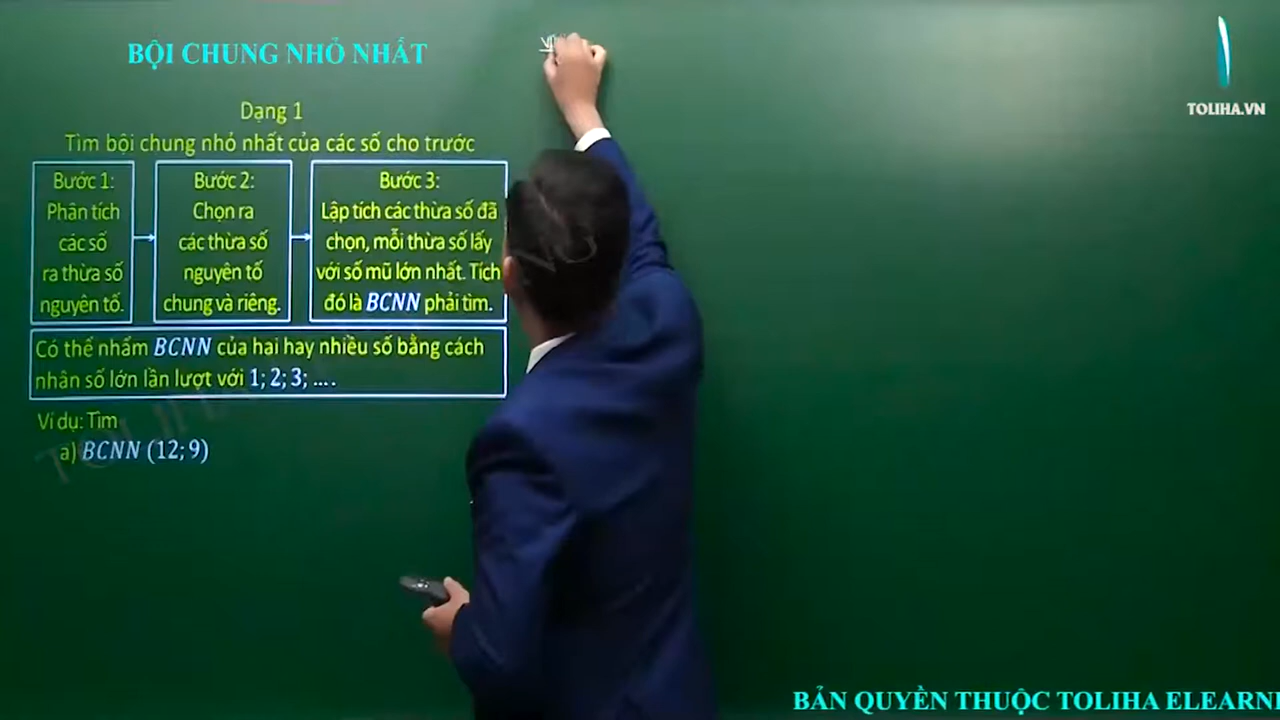 BỘI CHUNG NHỎ NHẤT
TOLIHA.VN
Dạng 1
Tìm bội chung nhỏ nhất của các số cho trước
Bước 1:
Phân tích
các số
ra thừa số
nguyên tố.
Bước 2:
Chọn ra
các thừa số
nguyên tố
chung và riêng.
Bước 3:
Lập tích các thừa số đã
chọn, mỗi thừa số lấy
với số mũ lớn nhất. Tích
đó là BCNN phải tìm.
Có thể nhẩm BCNN của hai hay nhiều số bằng cách
nhân số lớn lần lượt với 1; 2; 3; ....
Ví dụ: Tìm
a) BCNN (12; 9)
BẢN QUYỀN THUỘC TOLIHA ELEARNI